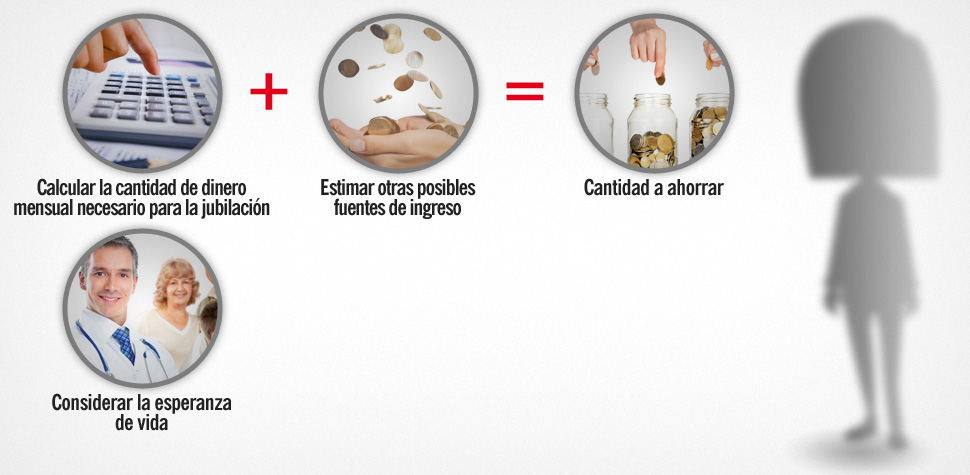 Calcular la cantidad de dinero
mensual necesario para la jubilación
+
Estimar otras posibles
fuentes de ingreso
=
Cantidad a ahorrar
Considerar la esperanza
de vida